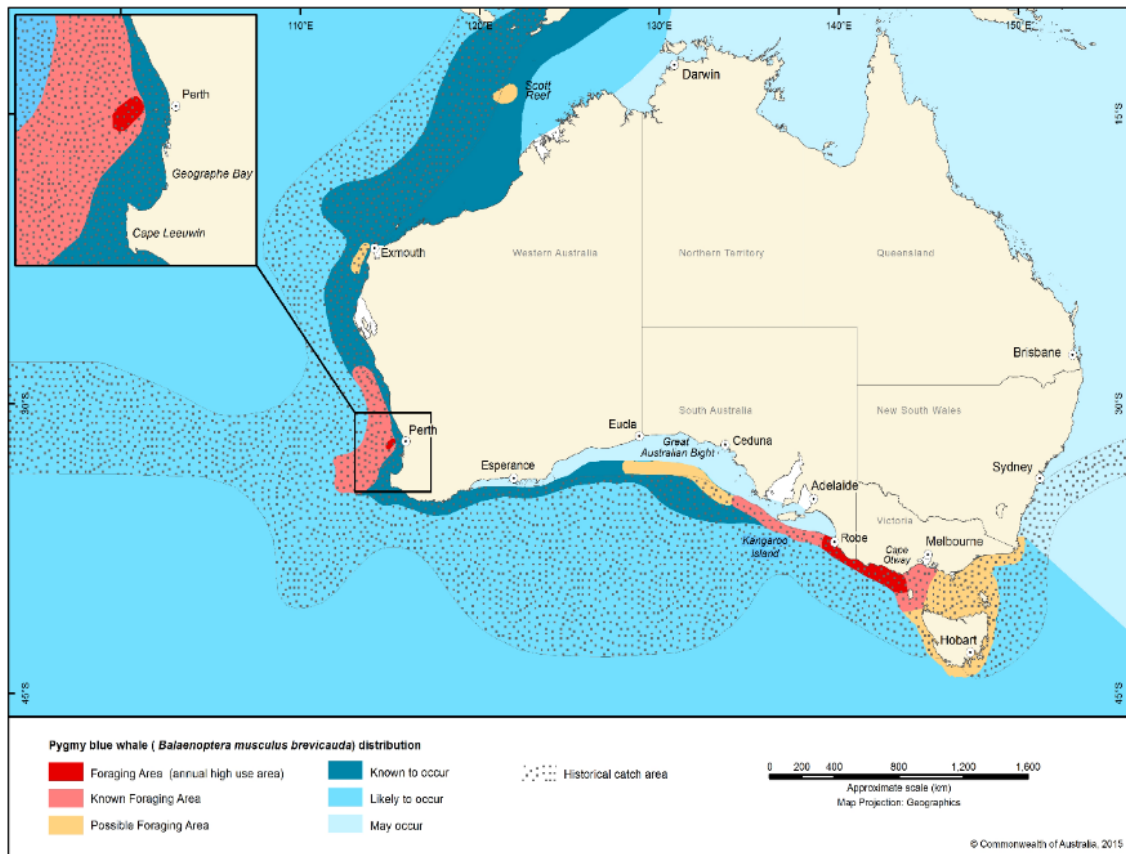 110°E
120°E
130°E
140°E
150°E
Perth
Geographe Bay
Cape Leeuwin
Scott
Reef
Darwin
15°S
15°S
Exmouth
Western Australia
Northern Territory
Queensland
Brisbane
30°S
30°S
South Australia
New South Wales
Perth
Eucla
Great
Australian Bight
Ceduna
Esperance
Sydney
Adelaide
Victoria
Kangaroo
Island
Robe
Cape
Otway
Melbourne
Hobart
45°S
45°S
Pygmy blue whale ( Balaenoptera musculus brevicauda) distribution
Foraging Area (annual high use area)
Known Foraging Area
Possible Foraging Area
Known to occur
Likely to occur
May occur
Historical catch area
0 200 400 800 1,200 1,600
Approximate scale (km)
Map Projection: Geographics
© Commonwealth of Australia, 2015